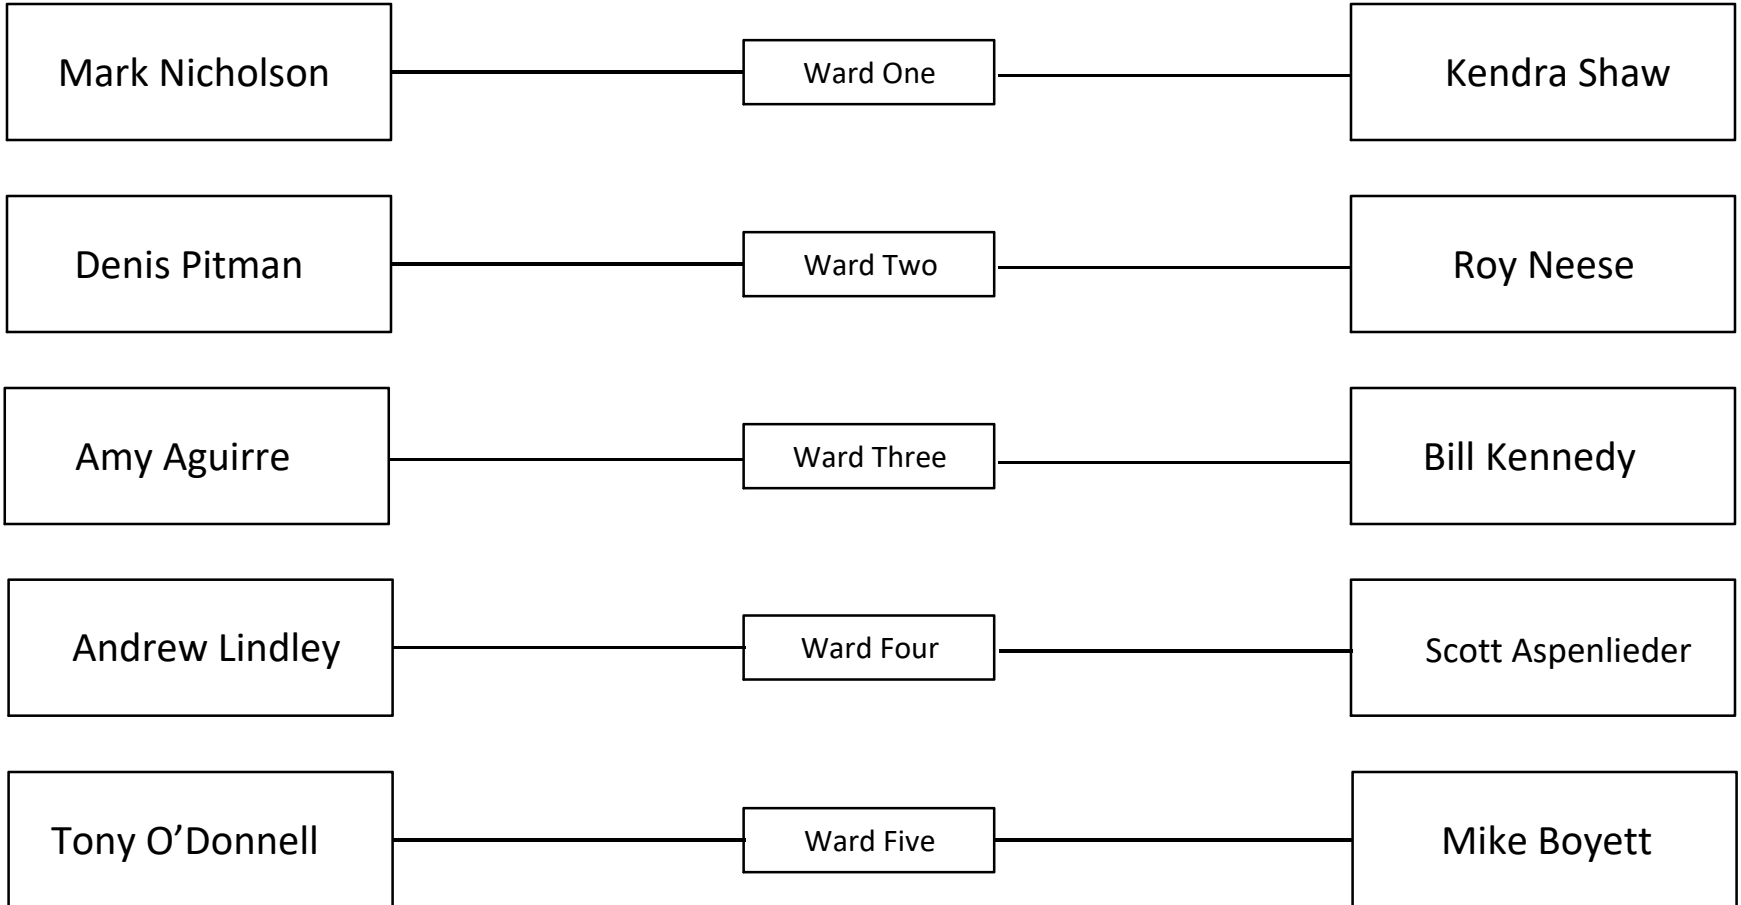 Mark Nicholson
Ward One
Kendra Shaw
Denis Pitman
Ward Two
Roy Neese
Amy Aguirre
Ward Three
Bill Kennedy
Andrew Lindley
Ward Four
Scott Aspenlieder
Tony O’Donnell
Ward Five
Mike Boyett